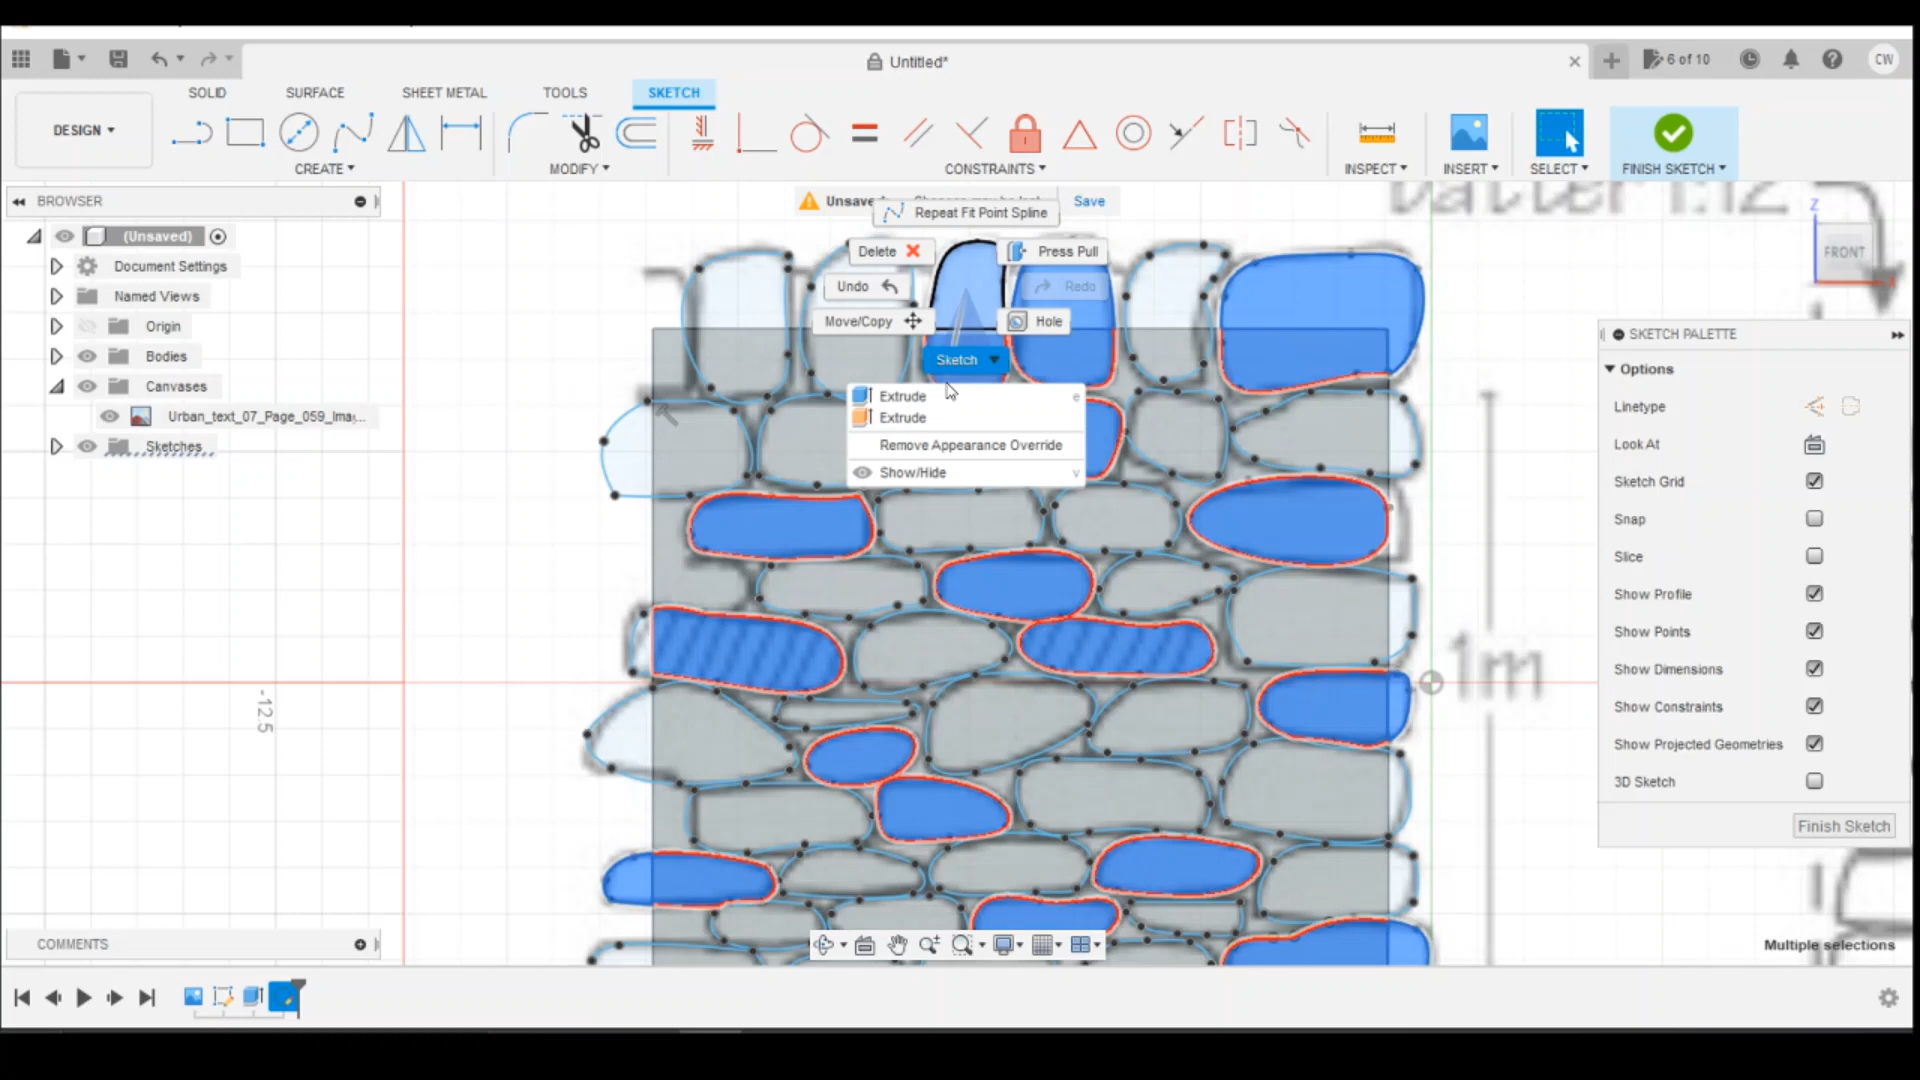 Untitled*
6 of 10
CW
SOLID
SURFACE
SHEET METAL
TOOLS
SKETCH
DESIGN
CREATE
MODIFY
CONSTRAINTS
INSPECT
INSERT
SELECT
FINISH SKETCH
BROWSER
Save
Repeat Fit Point Spline
Delete
Press Pull
Undo
Redo
Move/Copy
Hole
Sketch
Extrude e
Extrude
Remove Appearance Override
Show/Hide v
(Unsaved)
Document Settings
Named Views
Origin
Bodies
Canvases
Urban_text_07_Page_059_Ima...
Sketches
Z
FRONT
SKETCH PALETTE
Options
Linetype
Look At
Sketch Grid
Snap
Slice
Show Profile
Show Points
Show Dimensions
Show Constraints
Show Projected Geometries
3D Sketch
Finish Sketch
-12.5
1m
COMMENTS
Multiple selections